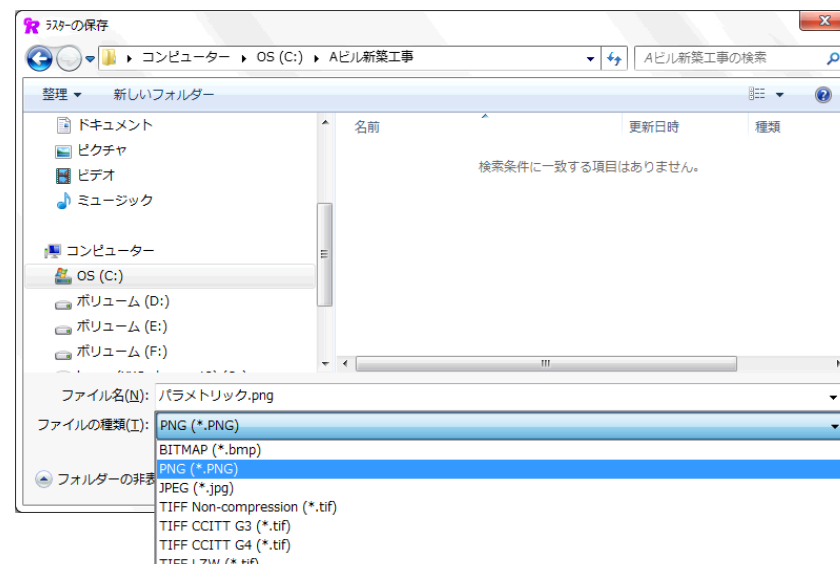 ﾗｽﾀｰの保存
コンピューター ▸ OS (C:) ▸ Aビル新築工事
Aビル新築工事の検索
整理 ▼ 新しいフォルダー
ドキュメント
ピクチャ
ビデオ
ミュージック
コンピューター
OS (C:)
ボリューム (D:)
ボリューム (E:)
ボリューム (F:)
名前 更新日時 種類
検索条件に一致する項目はありません。
ファイル名(N): パラメトリック.png
ファイルの種類(T): PNG (*.PNG)
BITMAP (*.bmp)
PNG (*.PNG)
JPEG (*.jpg)
TIFF Non-compression (*.tif)
TIFF CCITT G3 (*.tif)
TIFF CCITT G4 (*.tif)
TIFF LZW (*.tif)
フォルダーの非表